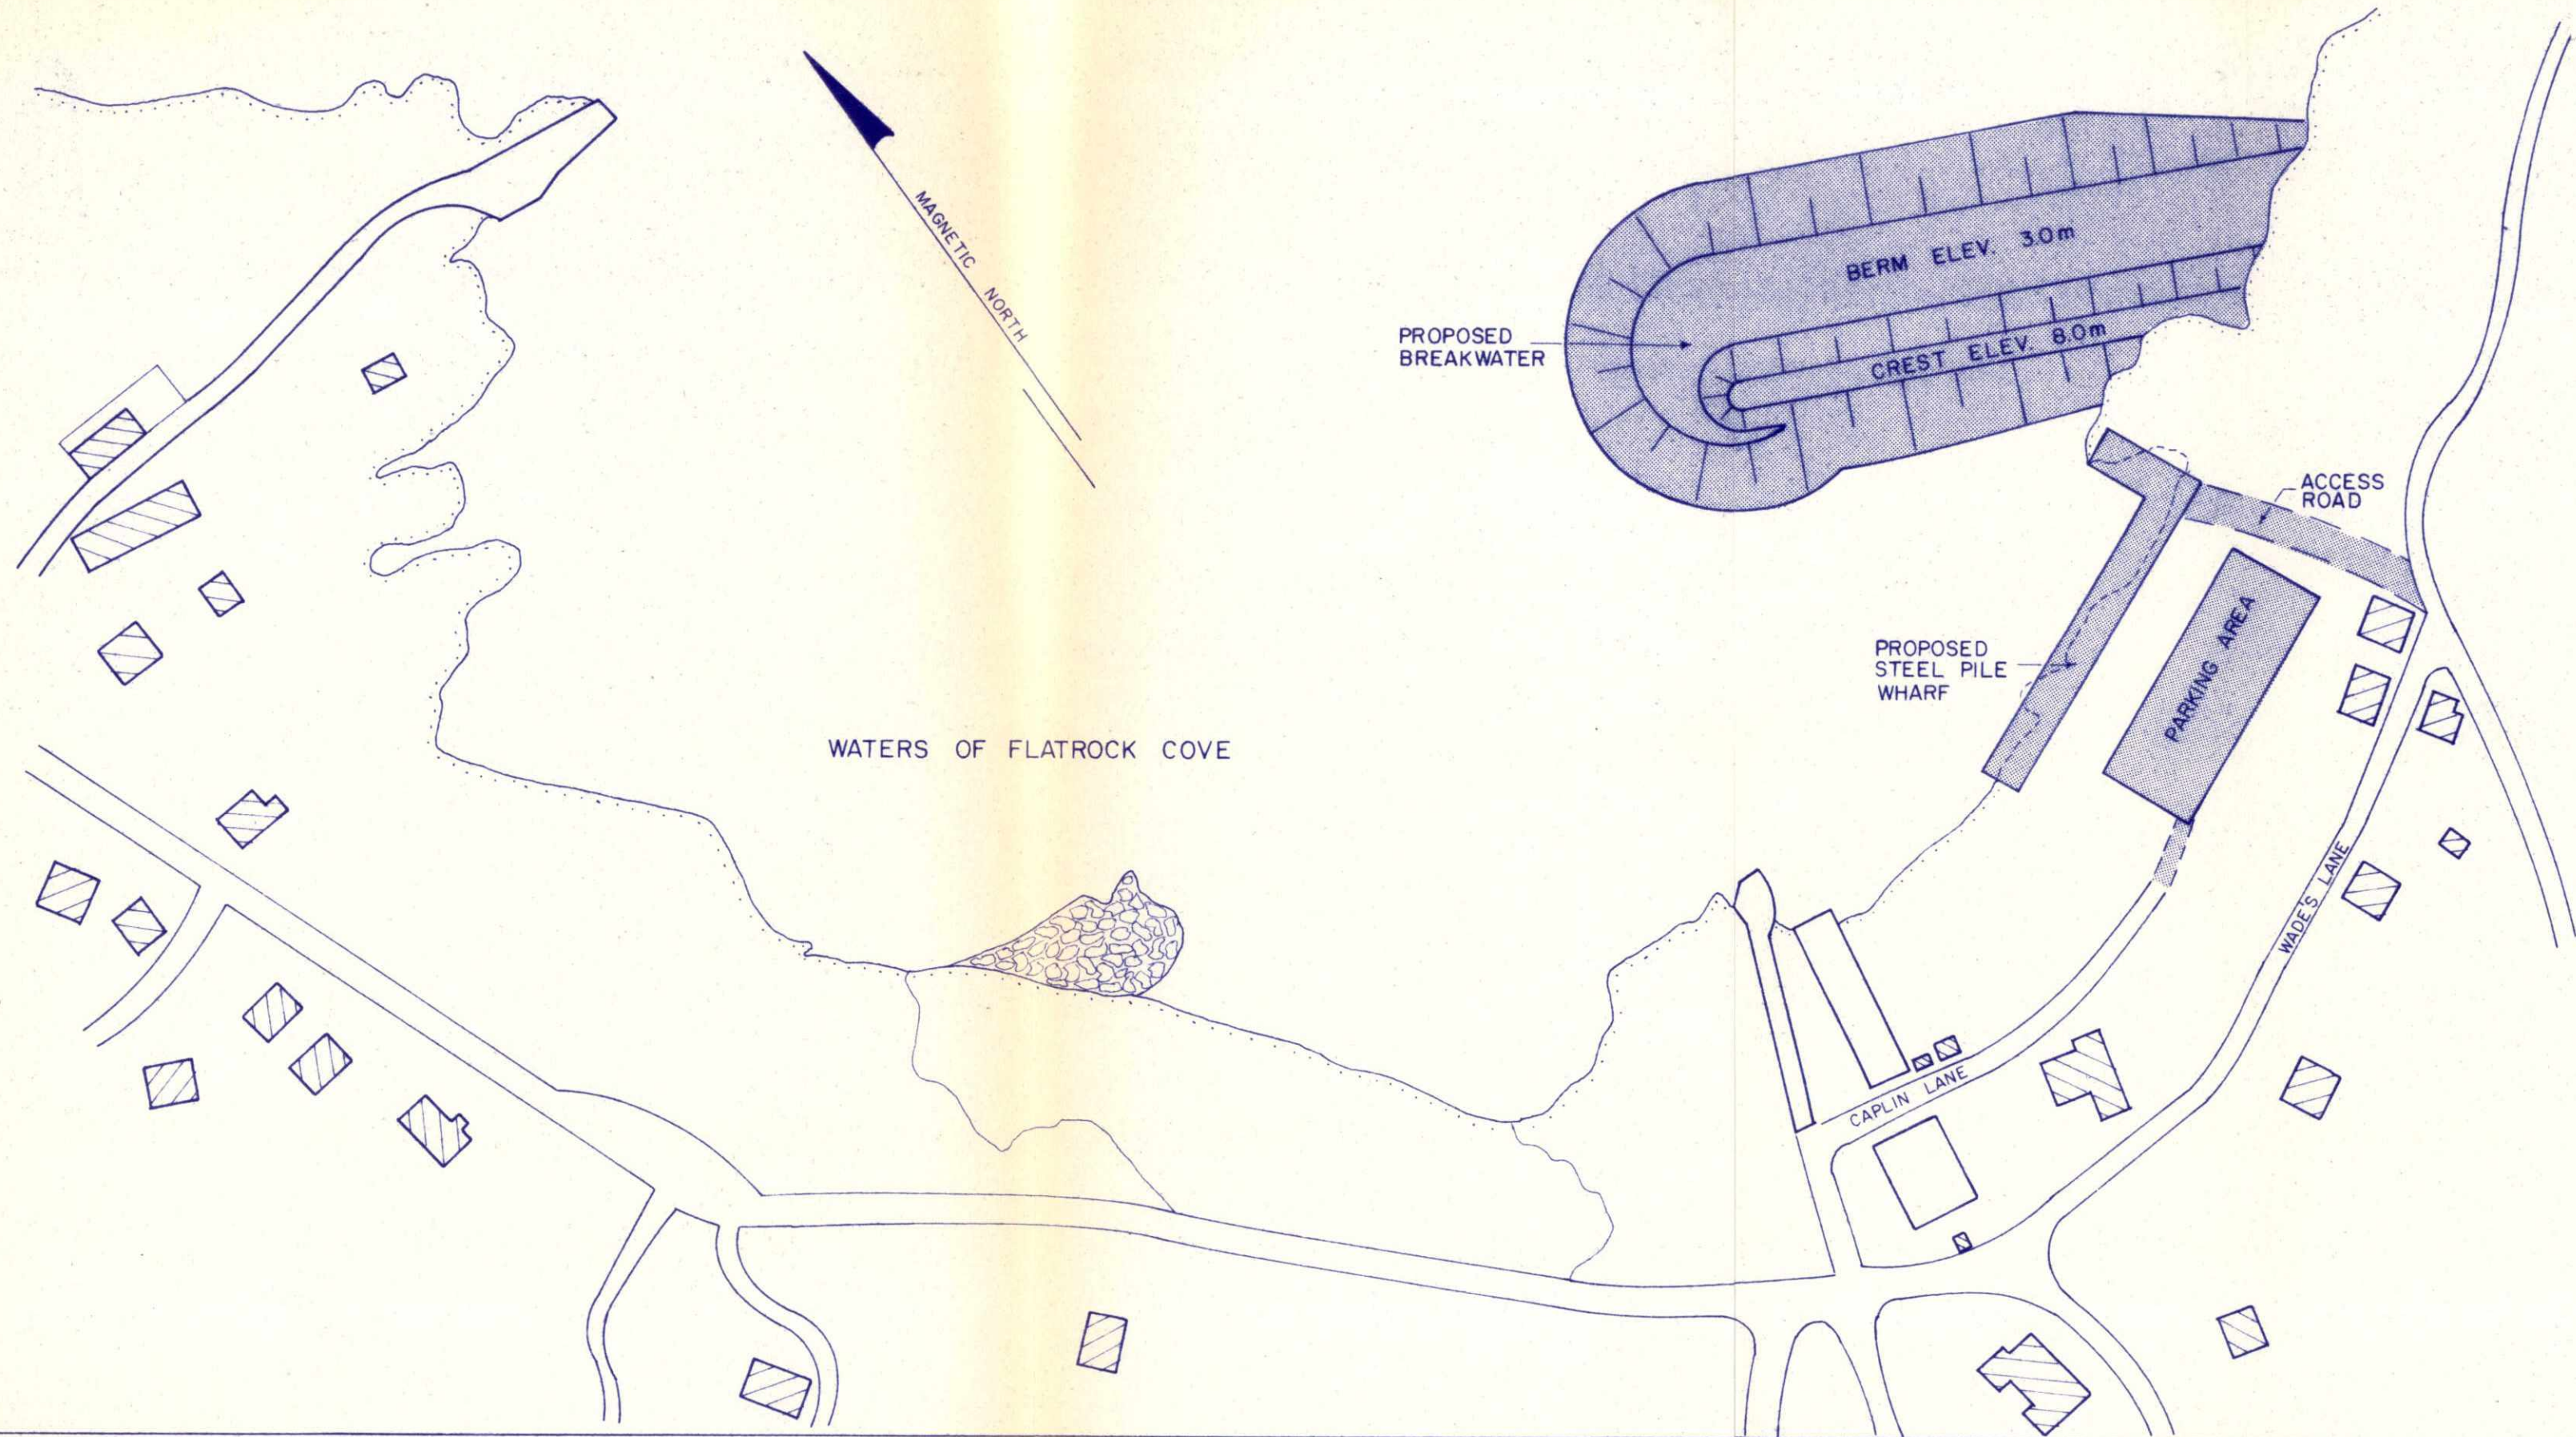 MAGNETIC NORTH
BERM ELEV. 3.0m
PROPOSED
BREAKWATER
CREST ELEV. 8.0m
ACCESS
ROAD
PROPOSED
STEEL PILE
WHARF
PARKING AREA
WATERS OF FLATROCK COVE
WADE'S LANE
CAPLIN LANE